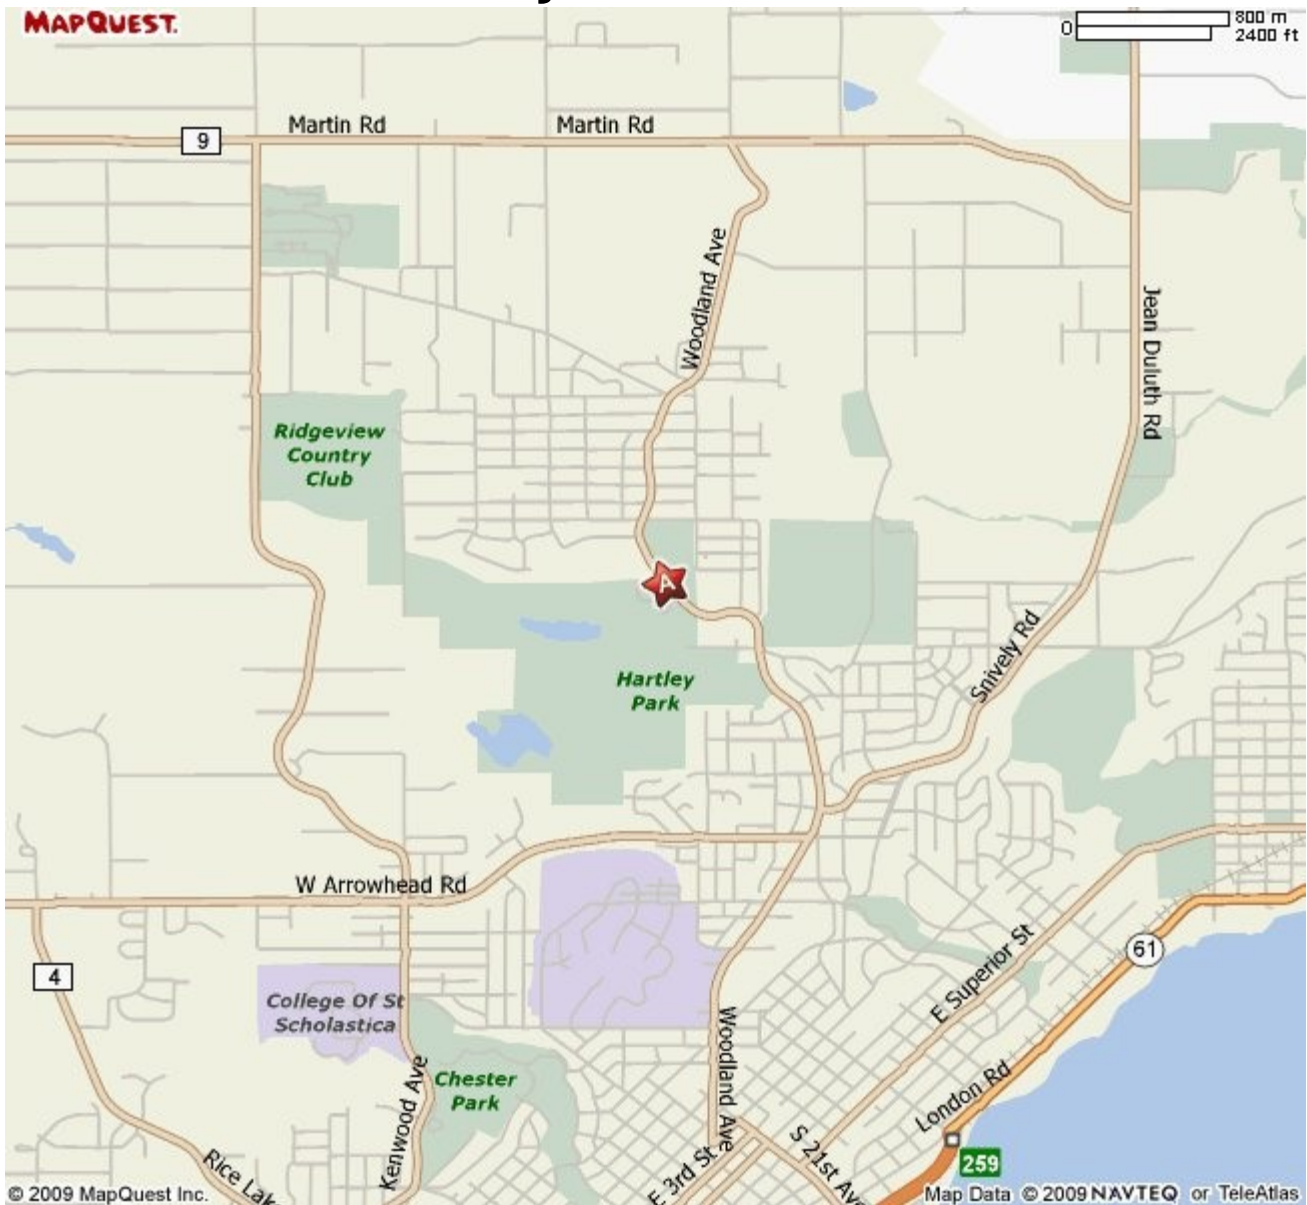 MAPQUEST.
0
800 m
2400 ft
Martin Rd
Martin Rd
9
Woodland Ave
Jean Duluth Rd
Ridgeview
Country
Club
A
Snively Rd
Hartley
Park
W Arrowhead Rd
4
61
E Superior St
College Of St
Scholastica
Woodland Ave
Kenwood Ave
Chester
Park
London Rd
S 21st Ave
E 3rd St
259
Rice Lak
© 2009 MapQuest Inc.
Map Data © 2009 NAVTEQ or TeleAtlas